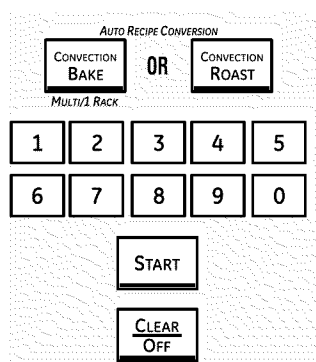 AUTO RECIPE CONVERSION
CONVECTION
BAKE
OR
CONVECTION
ROAST
MULTI/1 RACK
1 2 3 4 5
6 7 8 9 0
START
CLEAR
OFF